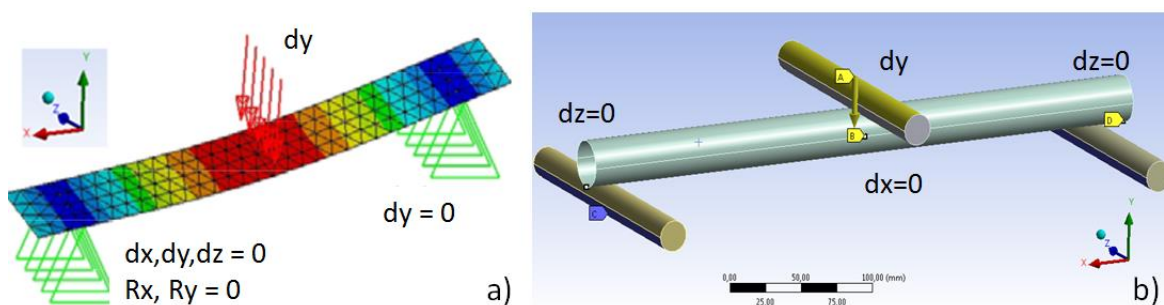 dy
Y
Z
X
dy = 0
dx,dy,dz = 0
Rx, Ry = 0
a)
dy
dz=0
dz=0
A
B
D
C
dx=0
Y
Z
X
0,00 50,00 100,00 (mm)
25,00 75,00
b)